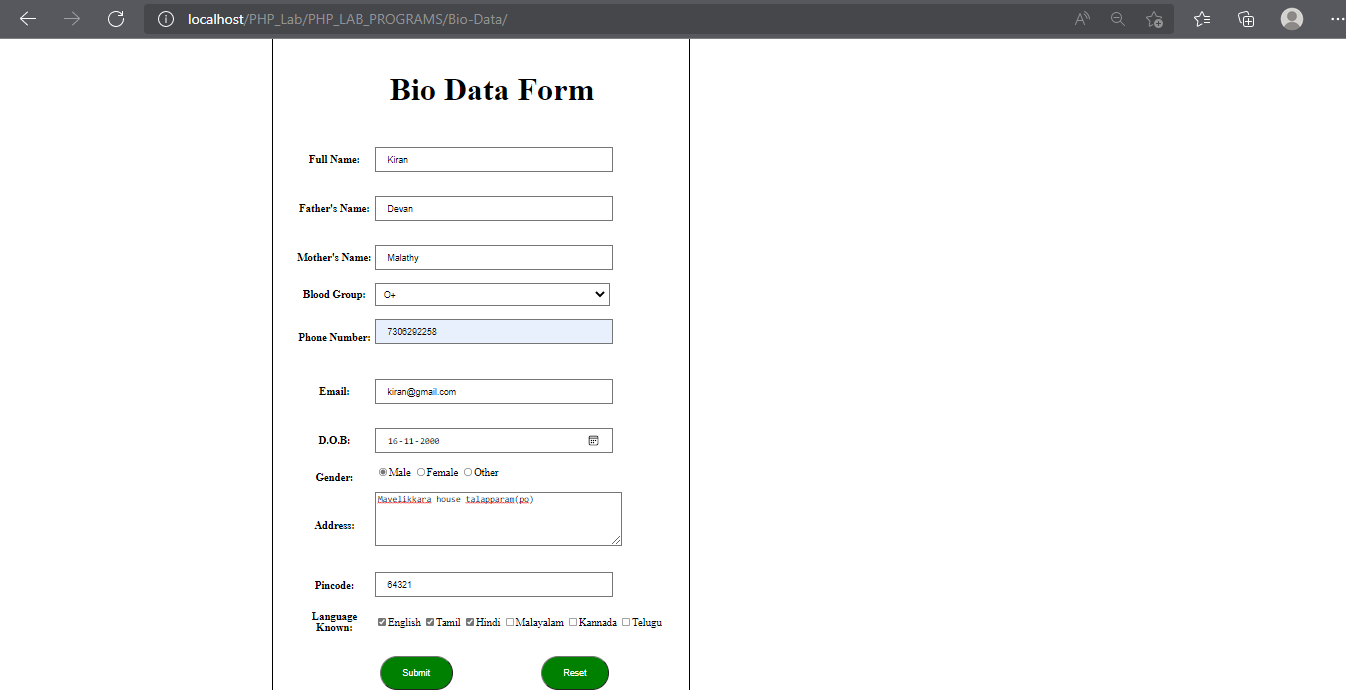 localhost/PHP_Lab/PHP_LAB_PROGRAMS/Bio-Data/
Bio Data Form
Full Name: Kiran
Father's Name: Devan
Mother's Name: Malathy
Blood Group: O+
Phone Number: 7306292258
Email: kiran@gmail.com
D.O.B: 16-11-2000
Gender: Male Female Other
Address: Mavelikkara house talapparam(po)
Pincode: 64321
Language Known: English Tamil Hindi Malayalam Kannada Telugu
Submit Reset